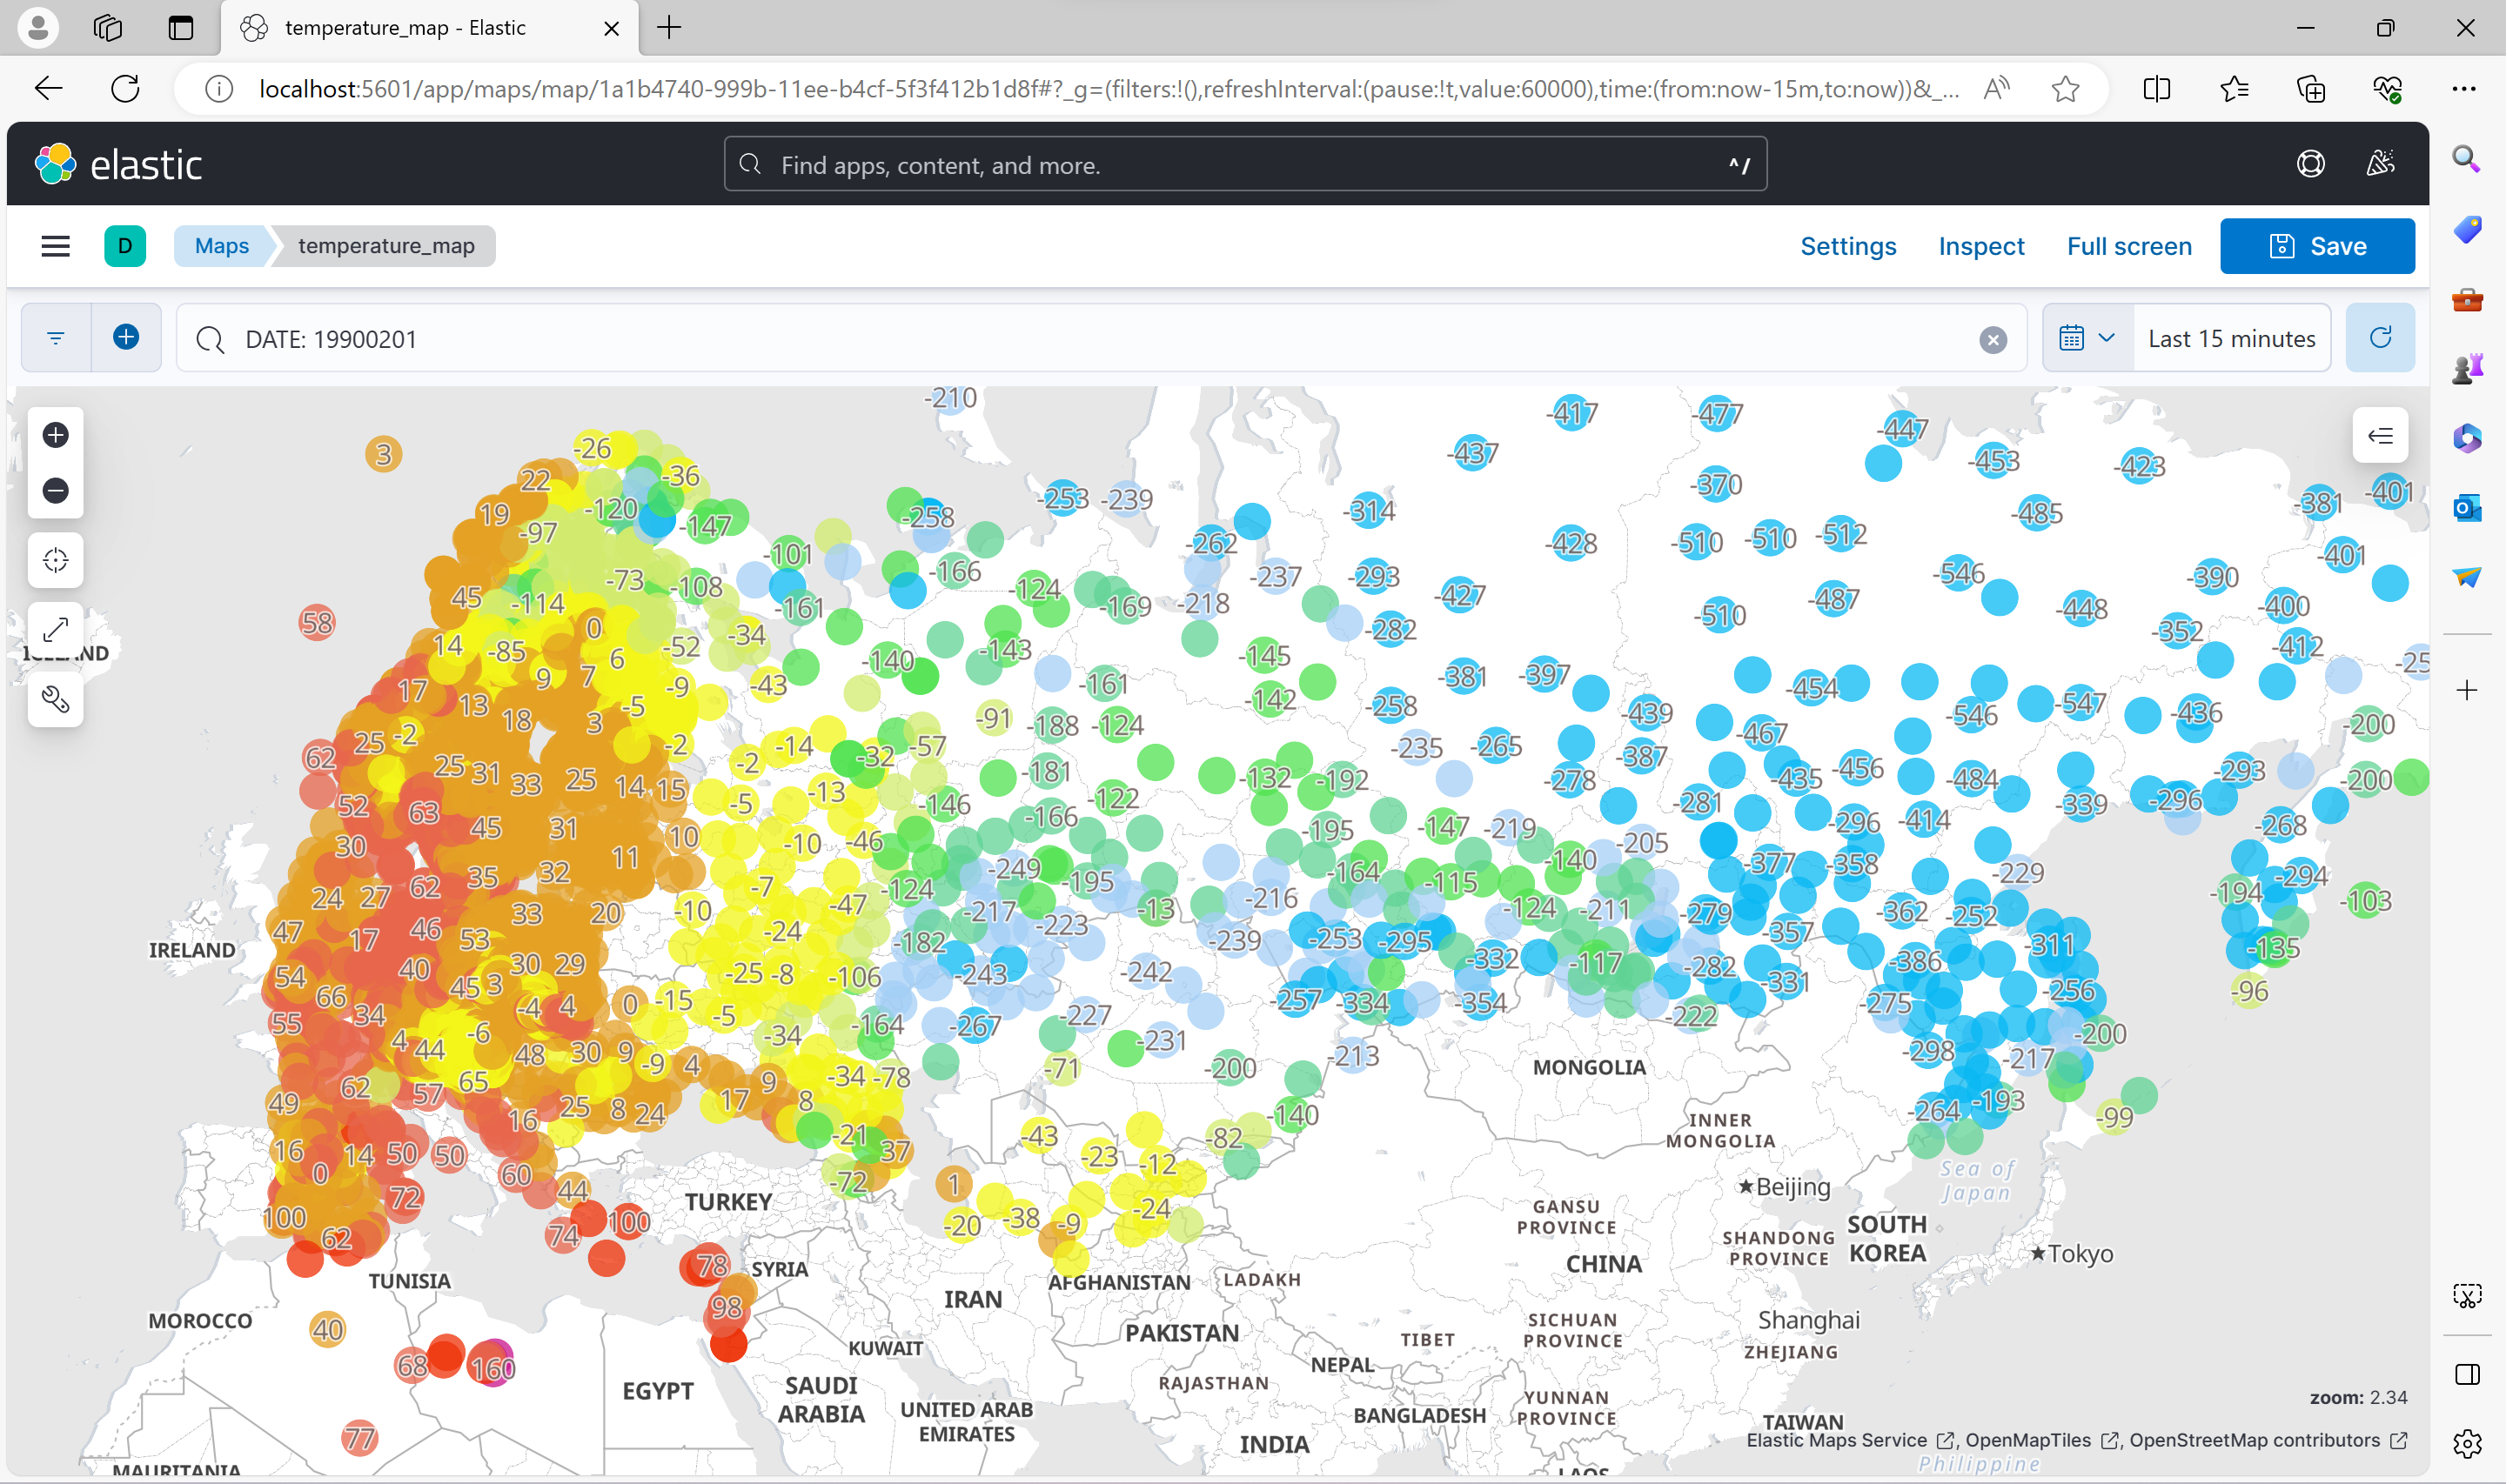 temperature_map - Elastic
localhost:5601/app/maps/map/1a1b4740-999b-11ee-b4cf-5f3f412b1d8f#?_g=(filters:!(),refreshInterval:(pause:!t,value:60000),time:(from:now-15m,to:now))&_...
elastic
Find apps, content, and more.
^/
D
Maps
temperature_map
Settings
Inspect
Full screen
Save
DATE: 19900201
Last 15 minutes
-210
-417 -477
-447
3 -26 -437 -453 -423
22 -36 -370
-253 -239 -381 -401
19 -120 -147 -258 -314 -485
-97 -262 -428 -510 -510 -512
-101 -401
-73 -108 -166 -237 -293 -546 -390
45 -114 -161 -124 -169 -218 -427 -487 -448 -400
58 0 -34 -282 -510 -352
14 -85 6 -52 -140 -143 -145 -412
17 9 7 -9 -43 -161 -381 -397 -454 -25
13 18 -5 -142 -258 -439 -546 -547 -436
25 -2 3 -91 -188 -124 -467 -200
62 -2 -14 -32 -57 -235 -265 -387
25 31 33 25 14 15 -2 -181 -132 -192 -278 -435 -456 -484 -293 -200
52 63 -5 -13 -146 -122 -281 -339 -296
45 31 10 -166 -195 -147 -219 -296 -414 -268
30 11 -10 -46 -205
35 32 -249 -164 -140 -377 -358 -229 -294
24 27 62 -7 -124 -195 -115 -194
47 33 20 -10 -47 -217 -13 -216 -124 -211 -279 -362 -252 -103
17 46 53 -24 -182 -223 -239 -253 -295 -357 -311 -135
54 40 30 29 -25 -8 -106 -243 -242 -332 -117 -282 -331 -386
66 45 3 -4 4 0 -15 -257 -334 -354 -275 -256 -96
55 34 -6 -5 -34 -164 -267 -227 -222 -200
4 44 48 30 9 -9 4 -231 -213 -298 -217
62 57 65 9 -34 -78 -71 -200
49 16 25 8 24 17 8 -140 -264 -193 -99
16 14 50 50 -21 37 -43 -82
0 60 -72 -23 -12
72 44 1
100 74 100 -20 -38 -9 -24
62 78
98
40
68 160
77
ICELAND
IRELAND
MONGOLIA
INNER
MONGOLIA
Sea of
Japan
Beijing
TURKEY
GANSU
PROVINCE
SHANDONG
PROVINCE
SOUTH
KOREA
Tokyo
TUNISIA
SYRIA
AFGHANISTAN
LADAKH
CHINA
IRAN
MOROCCO
KUWAIT
PAKISTAN
TIBET
SICHUAN
PROVINCE
Shanghai
ZHEJIANG
NEPAL
EGYPT
SAUDI
ARABIA
RAJASTHAN
UNITED ARAB
EMIRATES
BANGLADESH
YUNNAN
PROVINCE
TAIWAN
INDIA
MAURITANIA
LAOS
Philippine
zoom: 2.34
Elastic Maps Service , OpenMapTiles , OpenStreetMap contributors